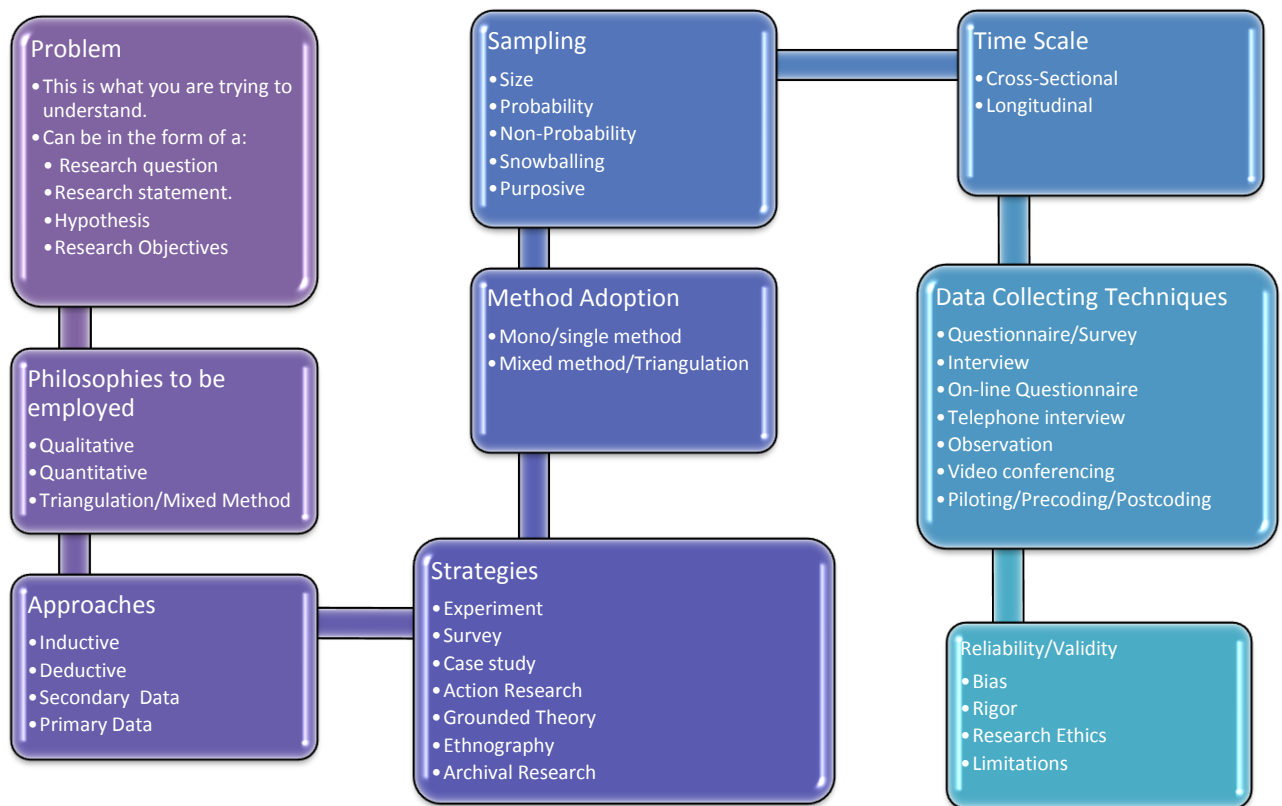 Problem
•This is what you are trying to
understand.
•Can be in the form of a:
• Research question
•Research statement.
•Hypothesis
•Research Objectives
Philosophies to be
employed
•Qualitative
•Quantitative
•Triangulation/Mixed Method
Approaches
•Inductive
•Deductive
•Secondary Data
•Primary Data
Strategies
•Experiment
•Survey
•Case study
•Action Research
•Grounded Theory
•Ethnography
•Archival Research
Method Adoption
•Mono/single method
•Mixed method/Triangulation
Sampling
•Size
•Probability
•Non-Probability
•Snowballing
•Purposive
Time Scale
•Cross-Sectional
•Longitudinal
Data Collecting Techniques
•Questionnaire/Survey
•Interview
•On-line Questionnaire
•Telephone interview
•Observation
•Video conferencing
•Piloting/Precoding/Postcoding
Reliability/Validity
•Bias
•Rigor
•Research Ethics
•Limitations